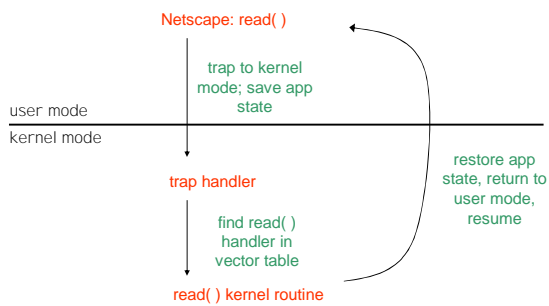 Netscape: read( )
trap to kernel
mode; save app
state
user mode
kernel mode
trap handler
restore app
state, return to
user mode,
resume
find read( )
handler in
vector table
read( ) kernel routine